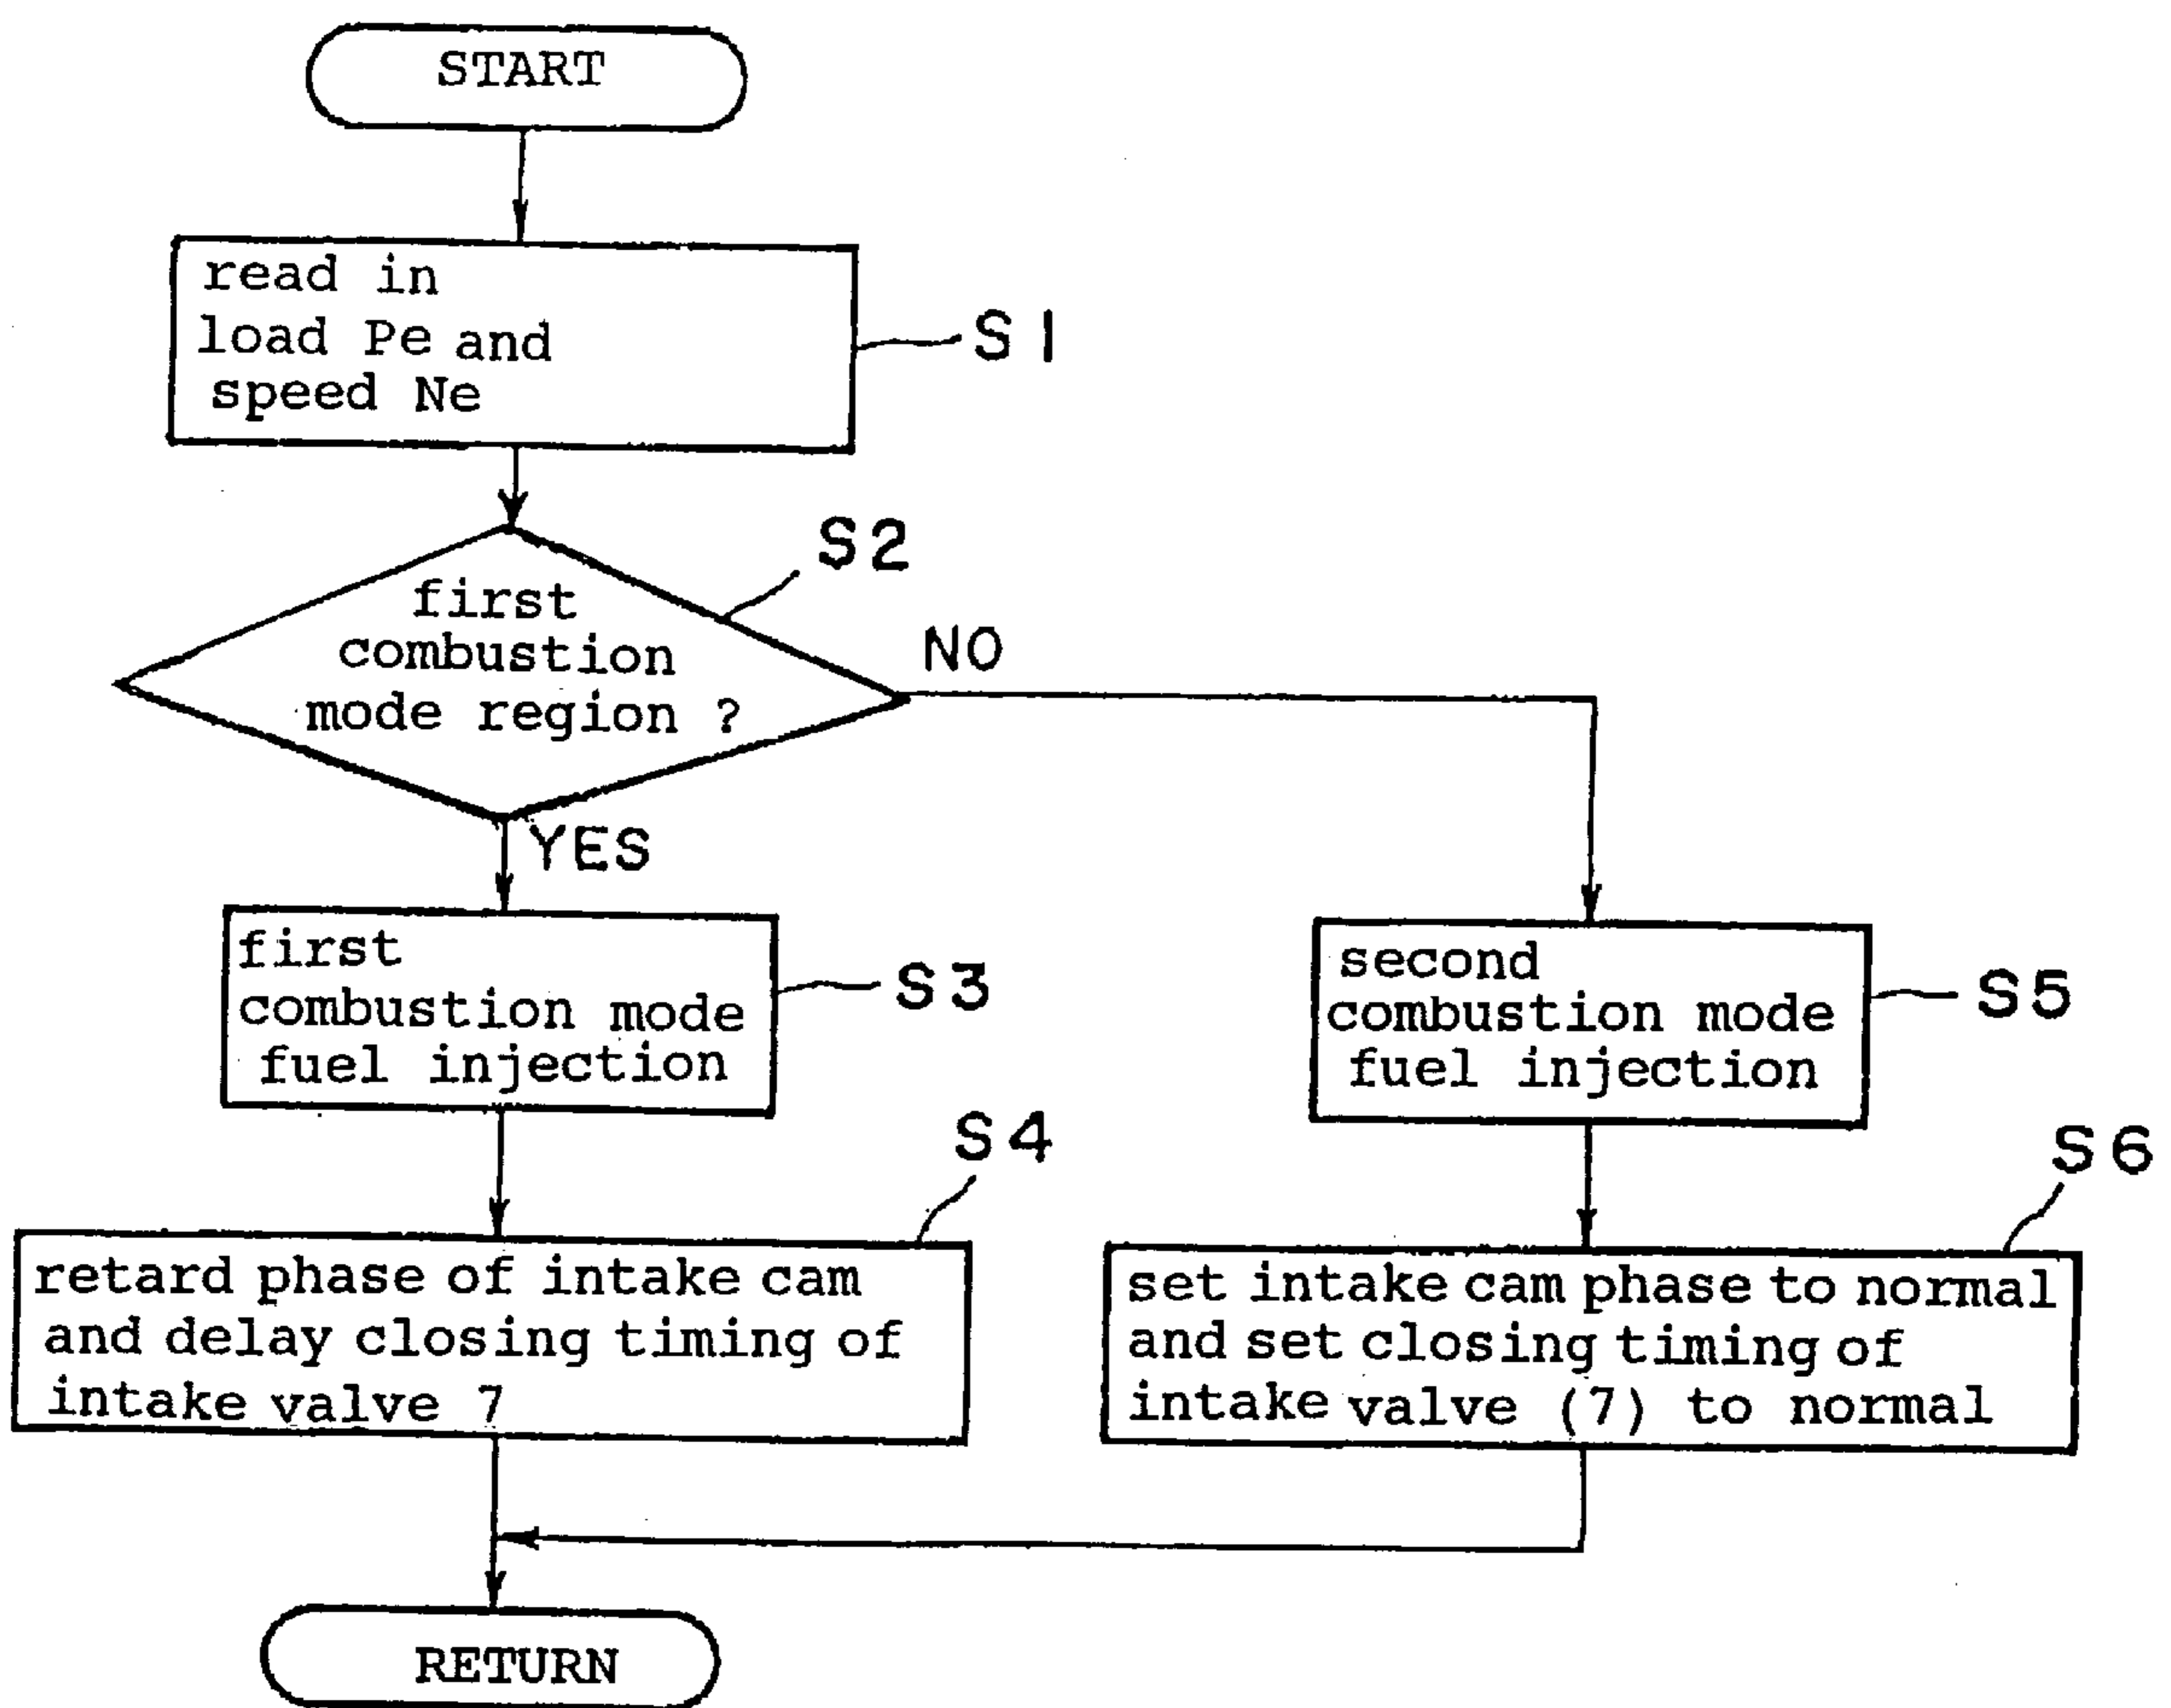 START
read in
load Pe and
speed Ne
S1
S2
first
combustion
mode region ?
NO
YES
first
combustion mode
fuel injection
S3
second
combustion mode
fuel injection
S5
S4
retard phase of intake cam
and delay closing timing of
intake valve 7
S6
set intake cam phase to normal
and set closing timing of
intake valve (7) to normal
RETURN